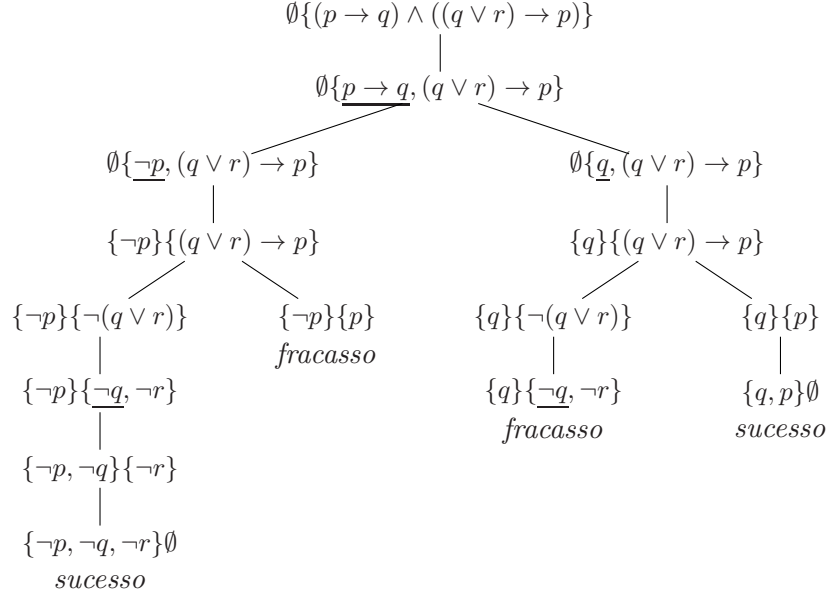 ∅{(p → q) ∧ ((q ∨ r) → p)}
∅{p → q, (q ∨ r) → p}
∅{¬p, (q ∨ r) → p}
∅{q, (q ∨ r) → p}
{¬p}{(q ∨ r) → p}
{q}{(q ∨ r) → p}
{¬p}{¬(q ∨ r)}
{¬p}{p}
{q}{¬(q ∨ r)}
{q}{p}
fracasso
{¬p}{¬q, ¬r}
{q}{¬q, ¬r}
{q, p}∅
fracasso
sucesso
{¬p, ¬q}{¬r}
{¬p, ¬q, ¬r}∅
sucesso